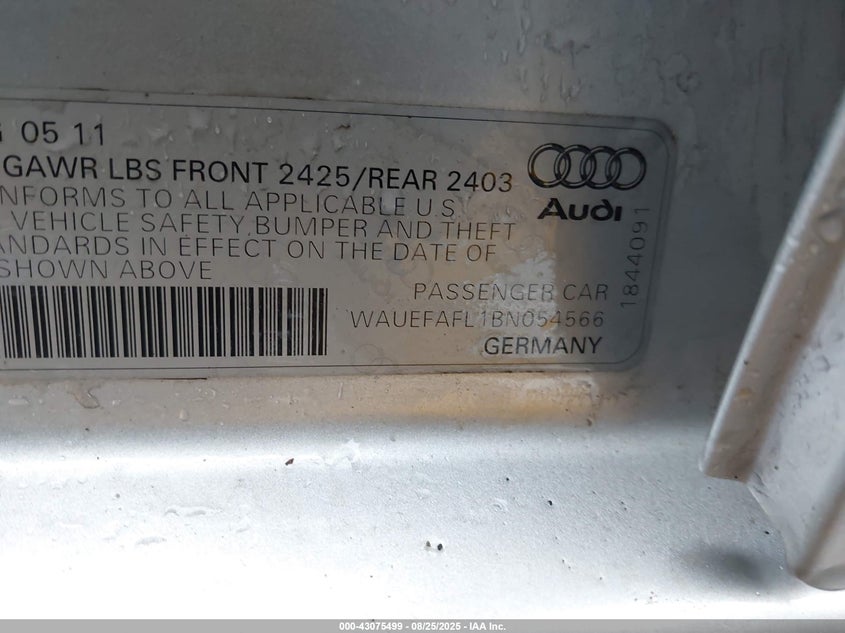 05 11
GAWR LBS FRONT 2425/REAR 2403
NFORMS TO ALL APPLICABLE U.S.
VEHICLE SAFETY, BUMPER AND THEFT
ANDARDS IN EFFECT ON THE DATE OF
SHOWN ABOVE
PASSENGER CAR
WAUEFAFL1BN054566
GERMANY
Audi
1844091
000-43075499 - 08/25/2025 - IAA Inc.